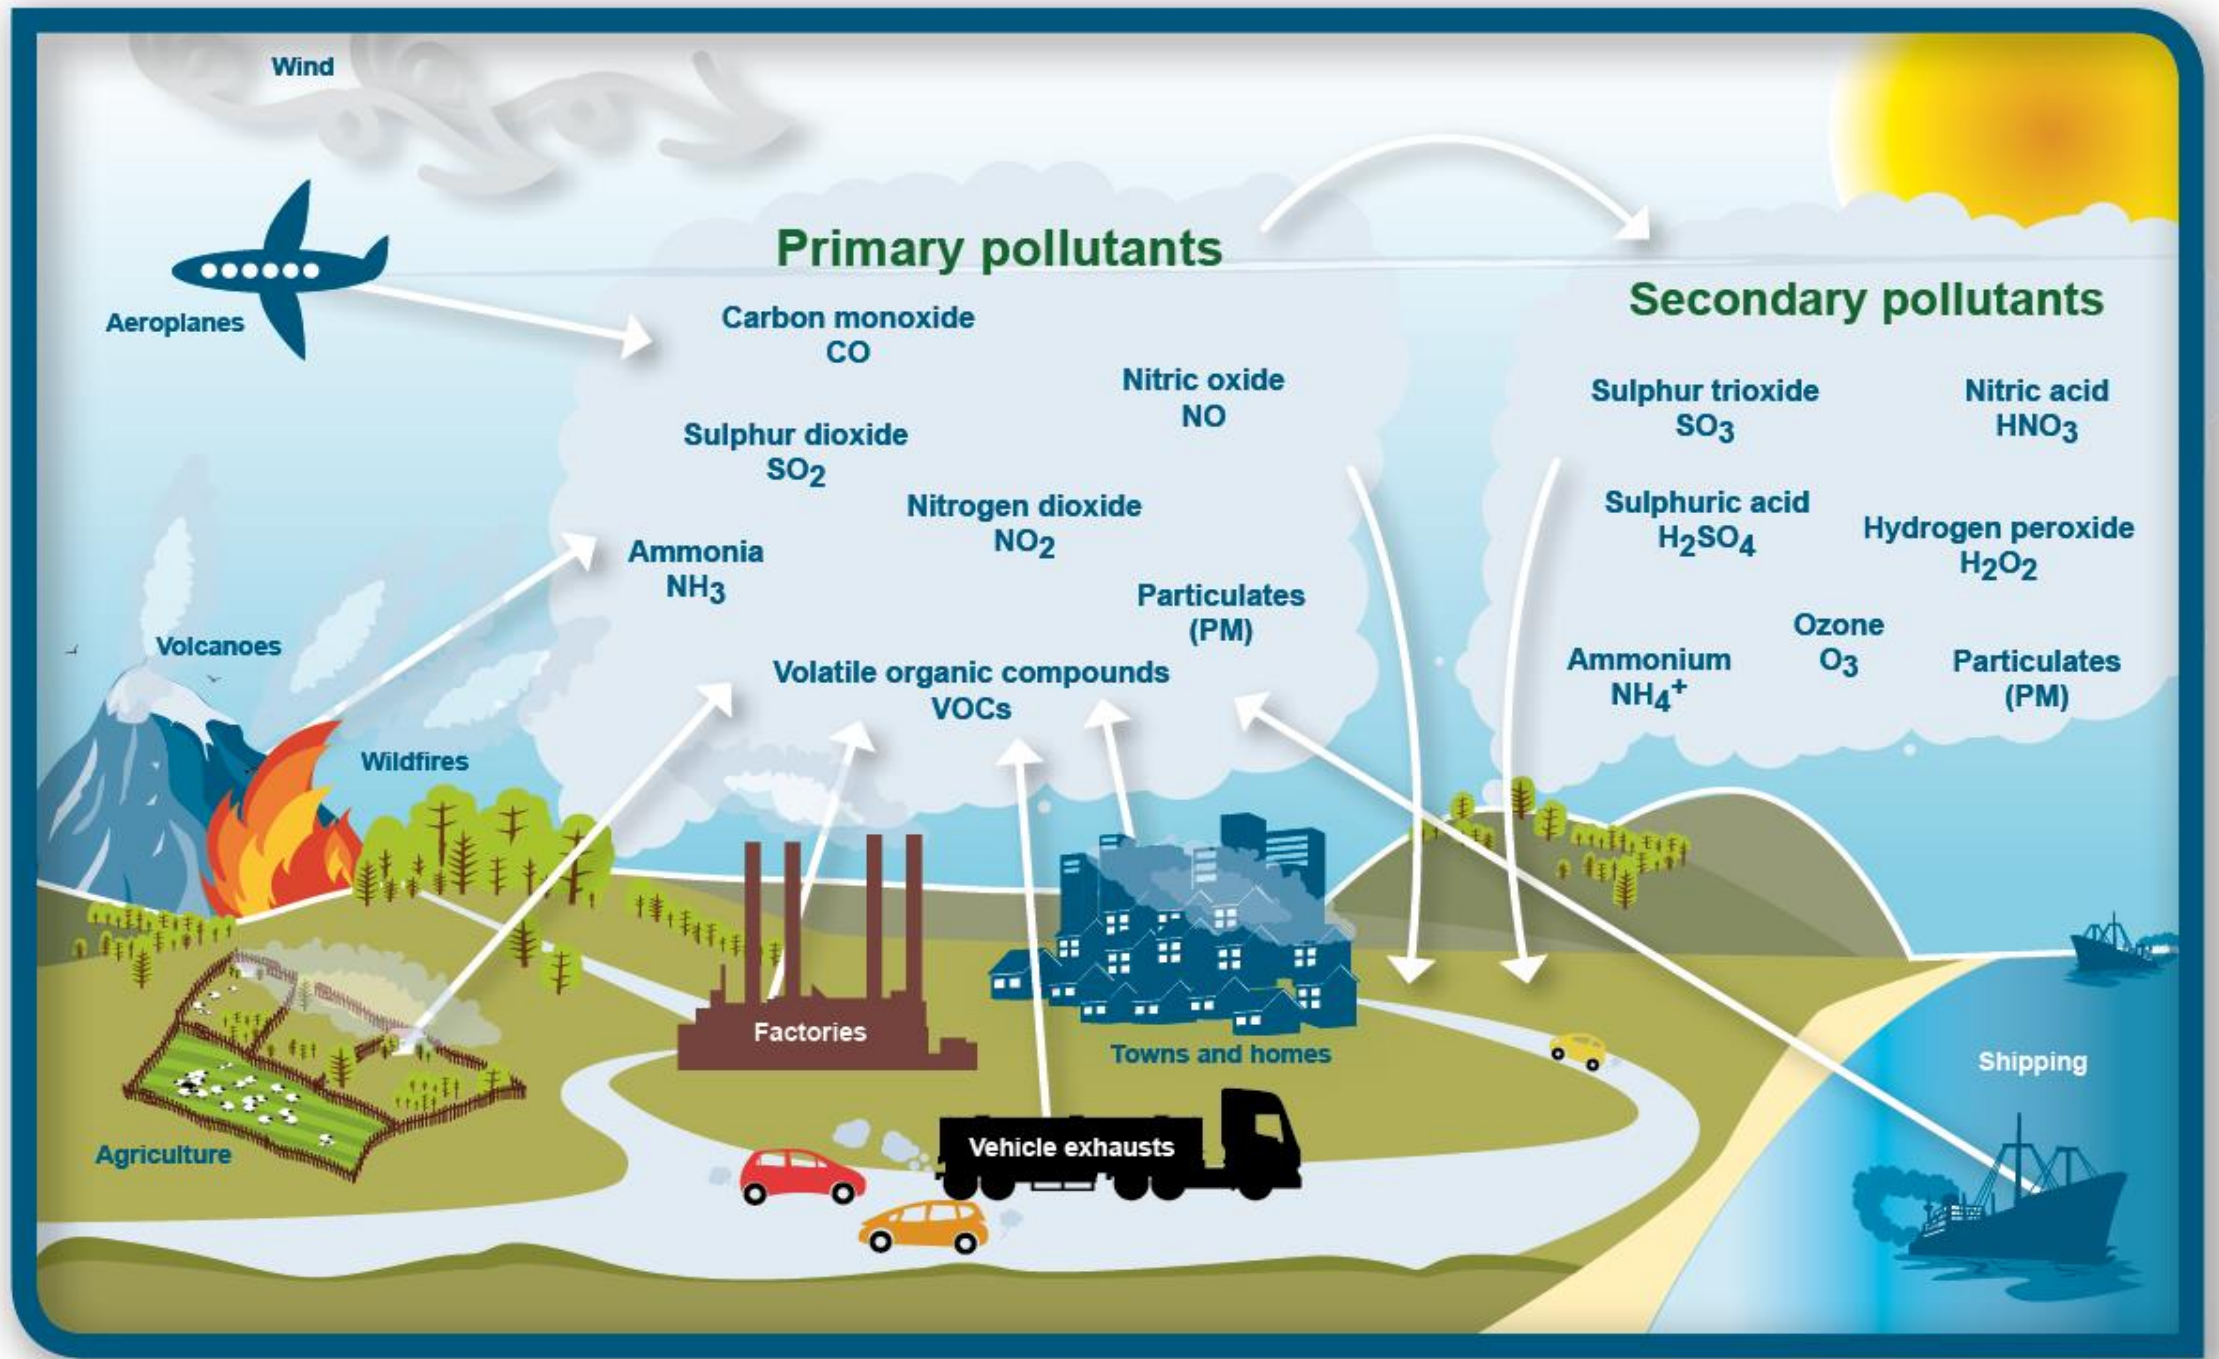 Wind
Aeroplanes
Primary pollutants
Carbon monoxide
CO
Nitric oxide
NO
Sulphur dioxide
SO₂
Nitrogen dioxide
NO₂
Ammonia
NH₃
Particulates
(PM)
Volatile organic compounds
VOCs
Secondary pollutants
Sulphur trioxide
SO₃
Nitric acid
HNO₃
Sulphuric acid
H₂SO₄
Hydrogen peroxide
H₂O₂
Ozone
O₃
Ammonium
NH₄⁺
Particulates
(PM)
Volcanoes
Wildfires
Agriculture
Factories
Towns and homes
Vehicle exhausts
Shipping